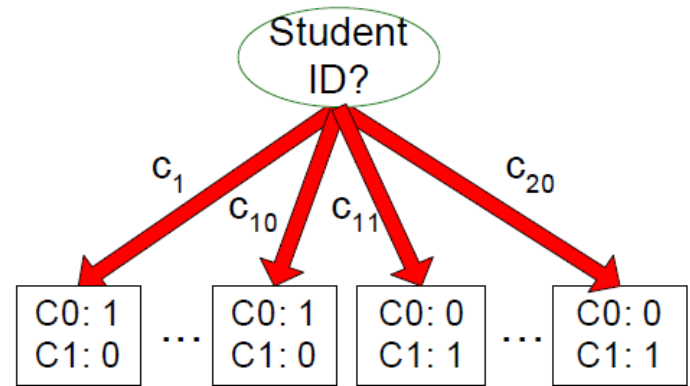 Student
ID?
c₁
c₁₀
c₁₁
c₂₀
C0: 1
C1: 0
...
C0: 1
C1: 0
C0: 0
C1: 1
...
C0: 0
C1: 1